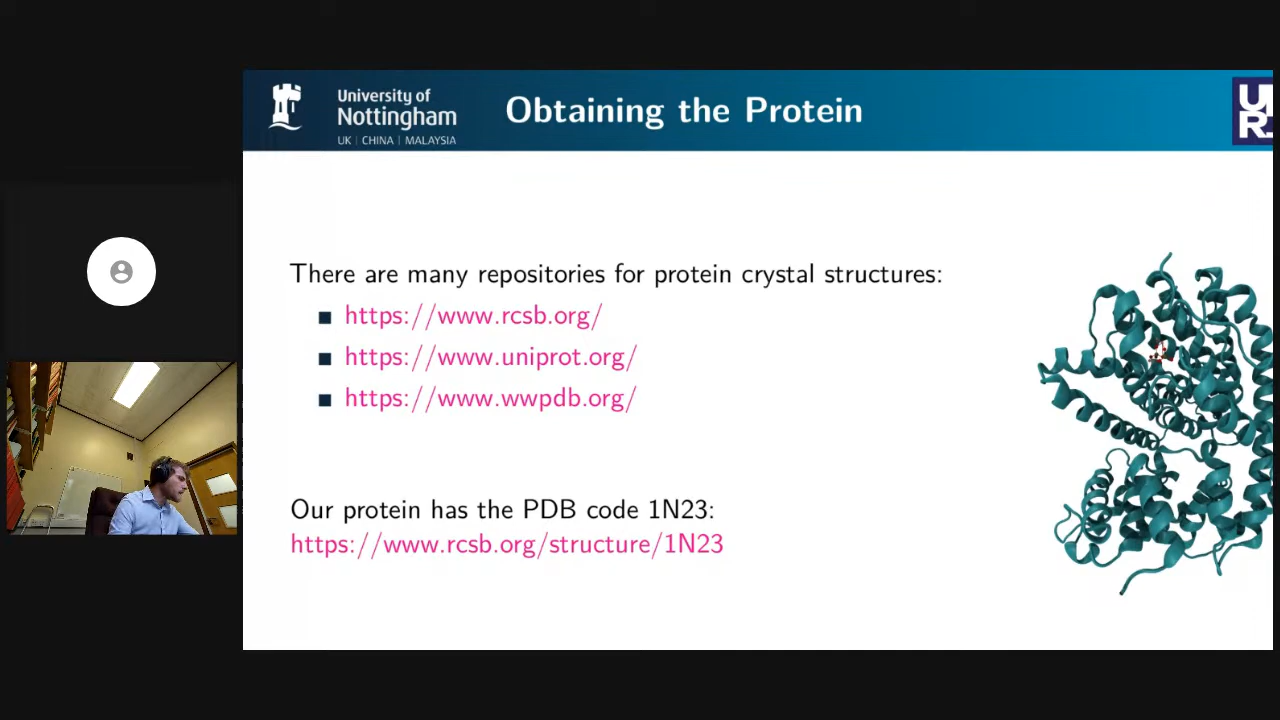 University of
Nottingham
UK | CHINA | MALAYSIA
Obtaining the Protein
UR
There are many repositories for protein crystal structures:
https://www.rcsb.org/
https://www.uniprot.org/
https://www.wwpdb.org/
Our protein has the PDB code 1N23:
https://www.rcsb.org/structure/1N23